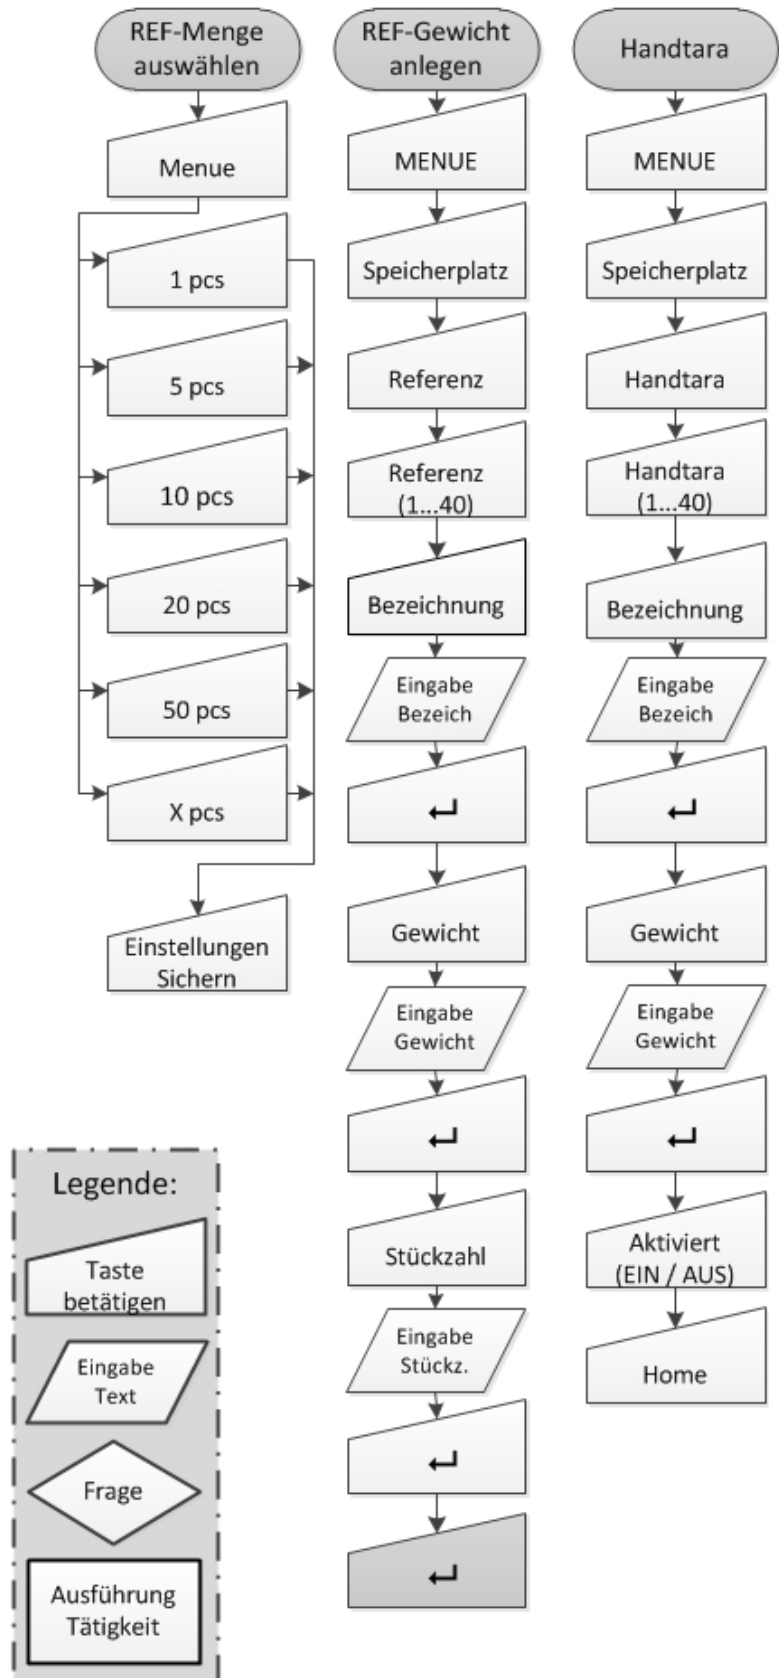 REF-Menge
auswählen
Menue
1 pcs
5 pcs
10 pcs
20 pcs
50 pcs
X pcs
Einstellungen
Sichern
REF-Gewicht
anlegen
MENUE
Speicherplatz
Referenz
Referenz
(1...40)
Bezeichnung
Eingabe
Bezeich
Gewicht
Eingabe
Gewicht
Stückzahl
Eingabe
Stückz.
Handtara
MENUE
Speicherplatz
Handtara
Handtara
(1...40)
Bezeichnung
Eingabe
Bezeich
Gewicht
Eingabe
Gewicht
Aktiviert
(EIN / AUS)
Home
Legende:
Taste
betätigen
Eingabe
Text
Frage
Ausführung
Tätigkeit